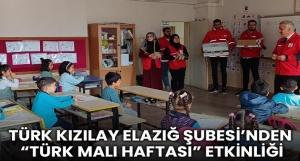 TÜRK KIZILAY ELAZIĞ ŞUBESİ’NDEN
“TÜRK MALI HAFTASI” ETKİNLİĞİ